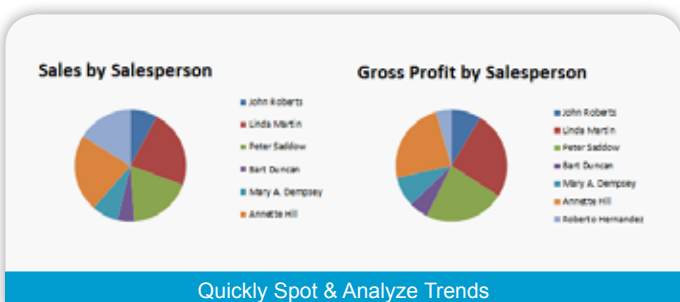 Sales by Salesperson
John Roberts
Linda Martin
Peter Saddow
Bart Duncan
Mary A. Dempsey
Annette Hill
Gross Profit by Salesperson
John Roberts
Linda Martin
Peter Saddow
Bart Duncan
Mary A. Dempsey
Annette Hill
Roberto Hernandez
Quickly Spot & Analyze Trends